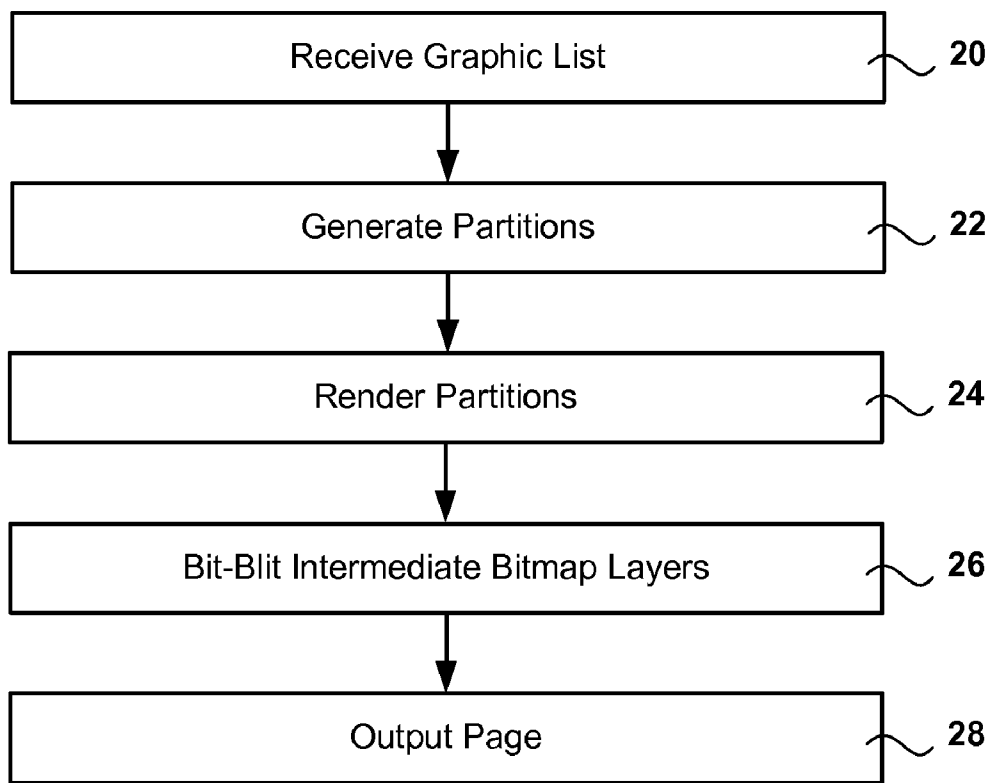 Receive Graphic List 20
Generate Partitions 22
Render Partitions 24
Bit-Blit Intermediate Bitmap Layers 26
Output Page 28